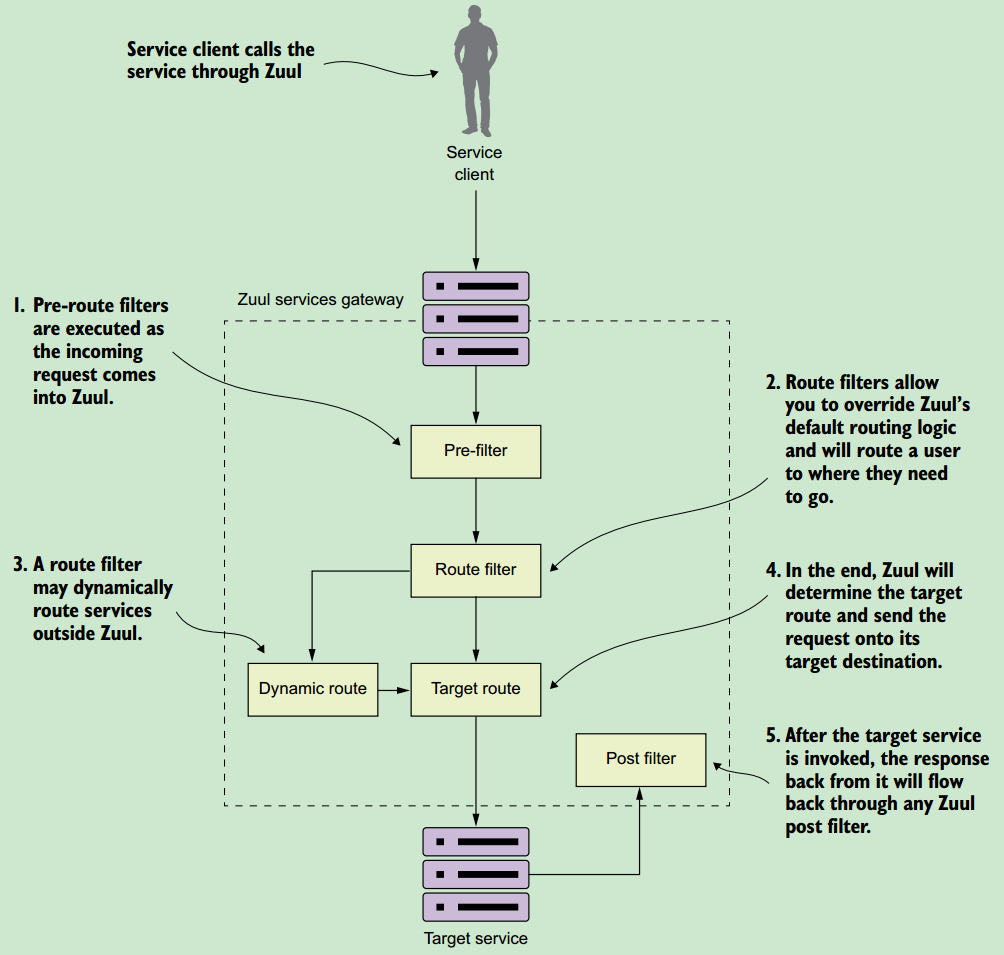 Service client calls the
service through Zuul
Service
client
Zuul services gateway
1. Pre-route filters
are executed as
the incoming
request comes
into Zuul.
Pre-filter
2. Route filters allow
you to override Zuul’s
default routing logic
and will route a user
to where they need
to go.
Route filter
3. A route filter
may dynamically
route services
outside Zuul.
4. In the end, Zuul will
determine the target
route and send the
request onto its
target destination.
Dynamic route
Target route
5. After the target service
is invoked, the response
back from it will flow
back through any Zuul
post filter.
Post filter
Target service